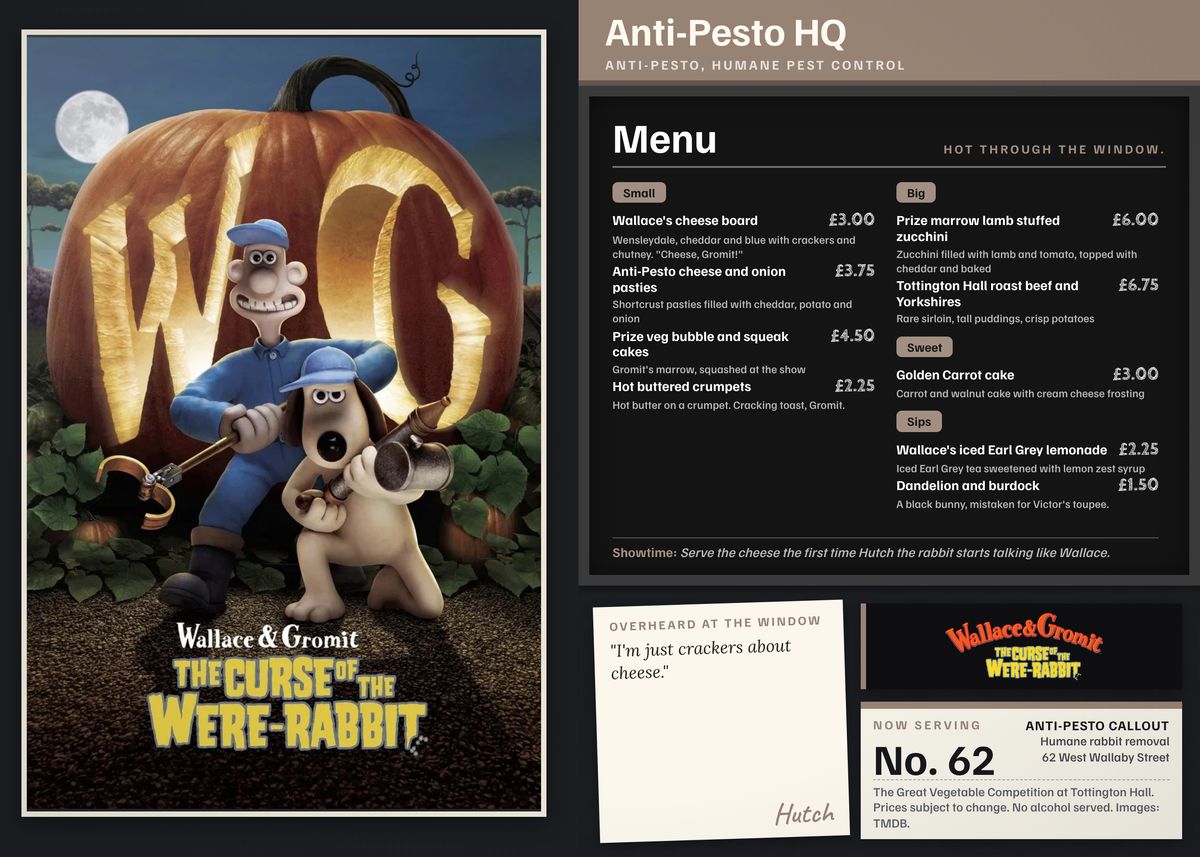 W G
Wallace & Gromit
THE CURSE OF THE
WERE-RABBIT
Anti-Pesto HQ
ANTI-PESTO, HUMANE PEST CONTROL
Menu
HOT THROUGH THE WINDOW.
Small
Wallace's cheese board £3.00
Wensleydale, cheddar and blue with crackers and
chutney. "Cheese, Gromit!"
Anti-Pesto cheese and onion £3.75
pasties
Shortcrust pasties filled with cheddar, potato and
onion
Prize veg bubble and squeak £4.50
cakes
Gromit's marrow, squashed at the show
Hot buttered crumpets £2.25
Hot butter on a crumpet. Cracking toast, Gromit.
Big
Prize marrow lamb stuffed £6.00
zucchini
Zucchini filled with lamb and tomato, topped with
cheddar and baked
Tottington Hall roast beef and £6.75
Yorkshires
Rare sirloin, tall puddings, crisp potatoes
Sweet
Golden Carrot cake £3.00
Carrot and walnut cake with cream cheese frosting
Sips
Wallace's iced Earl Grey lemonade £2.25
Iced Earl Grey tea sweetened with lemon zest syrup
Dandelion and burdock £1.50
A black bunny, mistaken for Victor's toupee.
Showtime: Serve the cheese the first time Hutch the rabbit starts talking like Wallace.
OVERHEARD AT THE WINDOW
"I'm just crackers about
cheese."
Hutch
Wallace & Gromit
THE CURSE OF THE
WERE-RABBIT
NOW SERVING
No. 62
ANTI-PESTO CALLOUT
Humane rabbit removal
62 West Wallaby Street
The Great Vegetable Competition at Tottington Hall.
Prices subject to change. No alcohol served. Images:
TMDB.